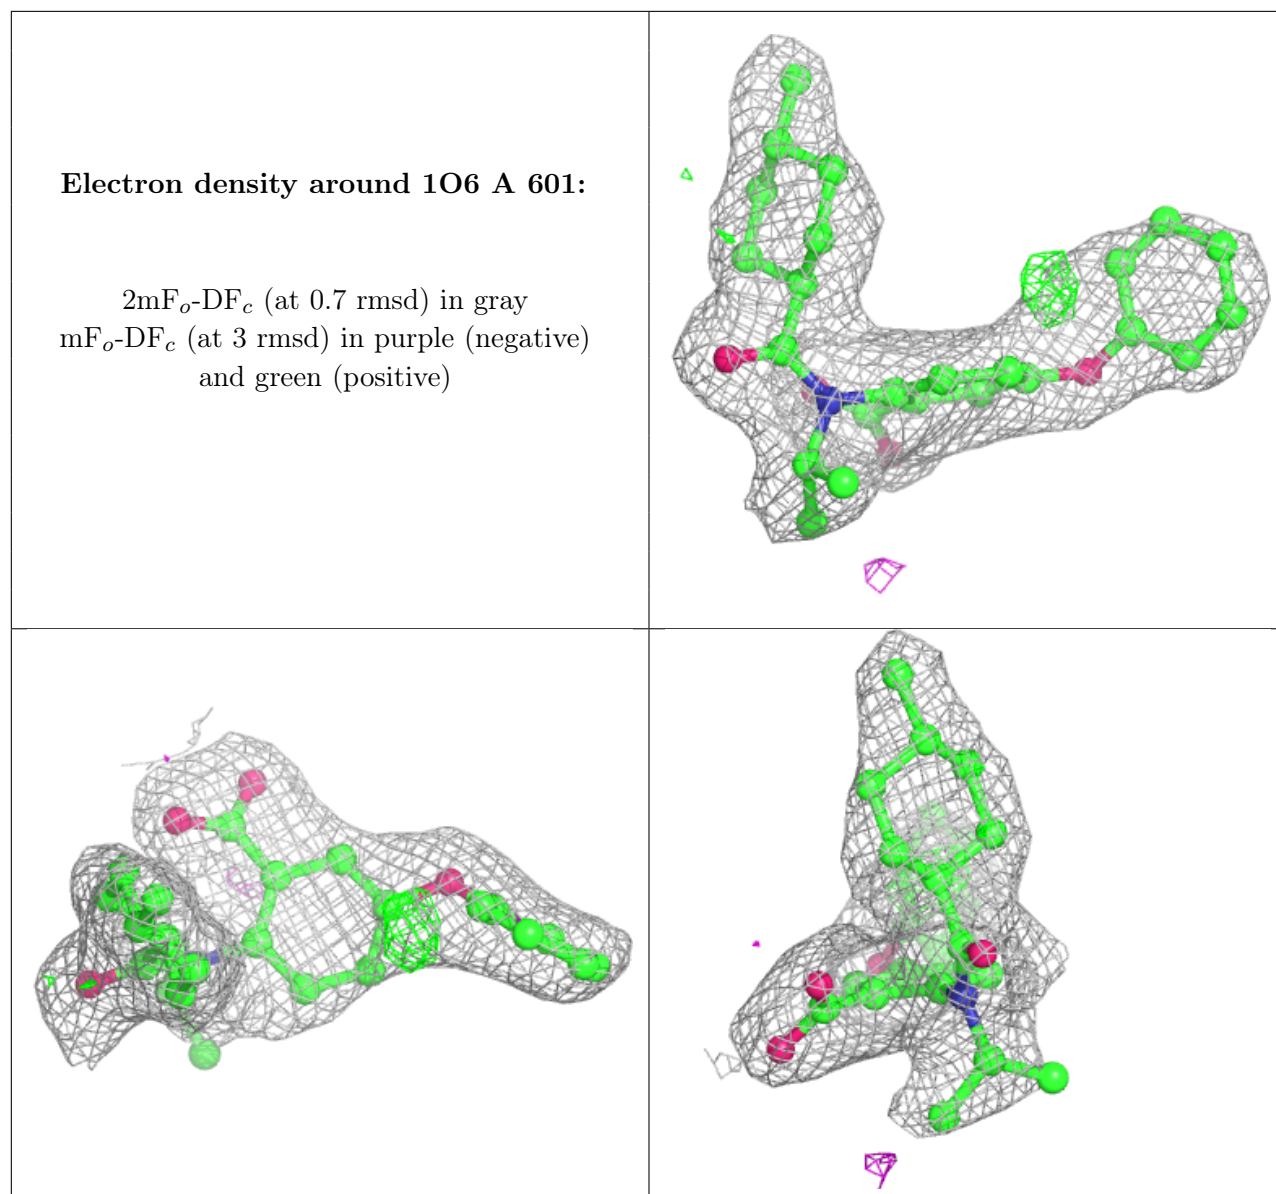 Electron density around 1O6 A 601:
2mFo-DFc (at 0.7 rmsd) in gray
mFo-DFc (at 3 rmsd) in purple (negative)
and green (positive)